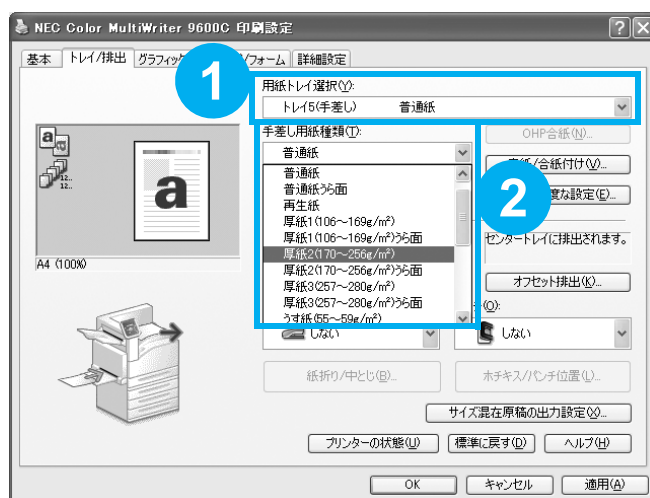 NEC Color MultiWriter 9600C 印刷設定
基本 トレイ/排出 グラフィック /フォーム 詳細設定
1
用紙トレイ選択(Y):
トレイ5(手差し) 普通紙
手差し用紙種類(T):
普通紙
普通紙
普通紙うら面
再生紙
厚紙1(106～169g/m²)
厚紙1(106～169g/m²)うら面
厚紙2(170～256g/m²)
厚紙2(170～256g/m²)うら面
厚紙3(257～280g/m²)
厚紙3(257～280g/m²)うら面
うす紙(55～59g/m²)
2
OHP合紙(N)...
/合紙付け(V)...
度な設定(E)...
センタートレイに排出されます。
オフセット排出(K)...
(O):
しない
しない
a
a
12..
12..
a
A4 (100%)
紙折り/中とじ(B)...
ホチキス/パンチ位置(L)...
サイズ混在原稿の出力設定(X)...
プリンターの状態(U) 標準に戻す(D) ヘルプ(H)
OK キャンセル 適用(A)